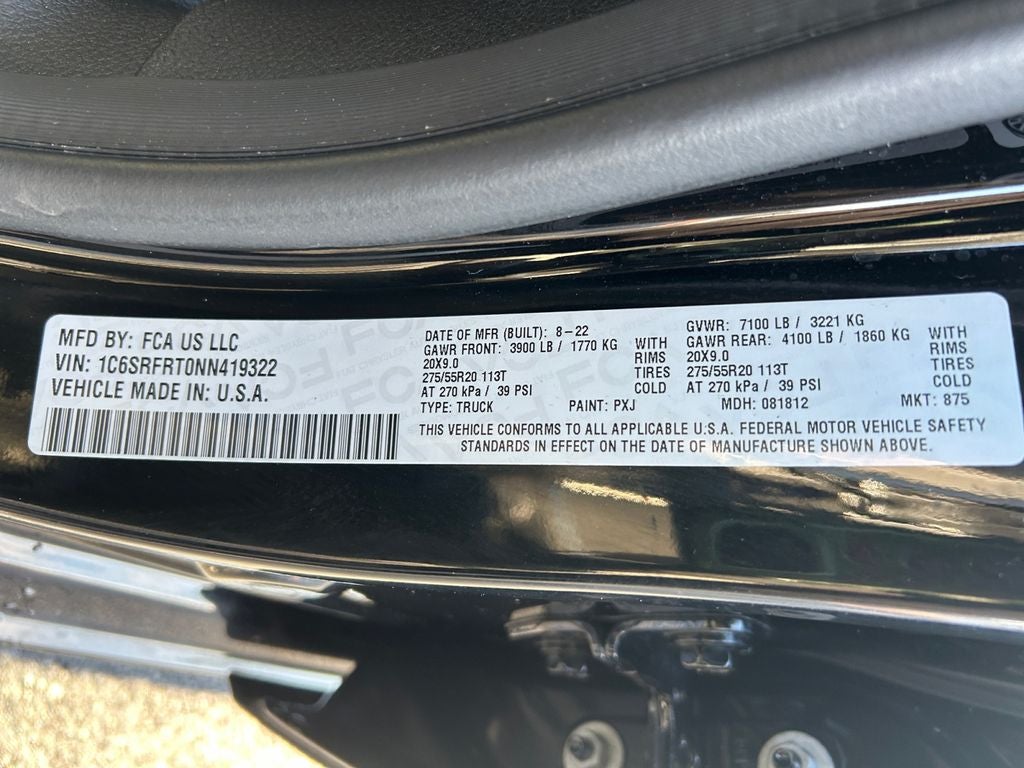 MFD BY: FCA US LLC
VIN: 1C6SRFRT0NN419322
VEHICLE MADE IN: U.S.A.
DATE OF MFR (BUILT): 8-22
GAWR FRONT: 3900 LB / 1770 KG WITH
20X9.0 RIMS
275/55R20 113T TIRES
AT 270 kPa / 39 PSI COLD
GVWR: 7100 LB / 3221 KG
GAWR REAR: 4100 LB / 1860 KG WITH
20X9.0 RIMS
275/55R20 113T TIRES
AT 270 kPa / 39 PSI COLD
TYPE: TRUCK PAINT: PXJ MDH: 081812 MKT: 875
THIS VEHICLE CONFORMS TO ALL APPLICABLE U.S.A. FEDERAL MOTOR VEHICLE SAFETY
STANDARDS IN EFFECT ON THE DATE OF MANUFACTURE SHOWN ABOVE.